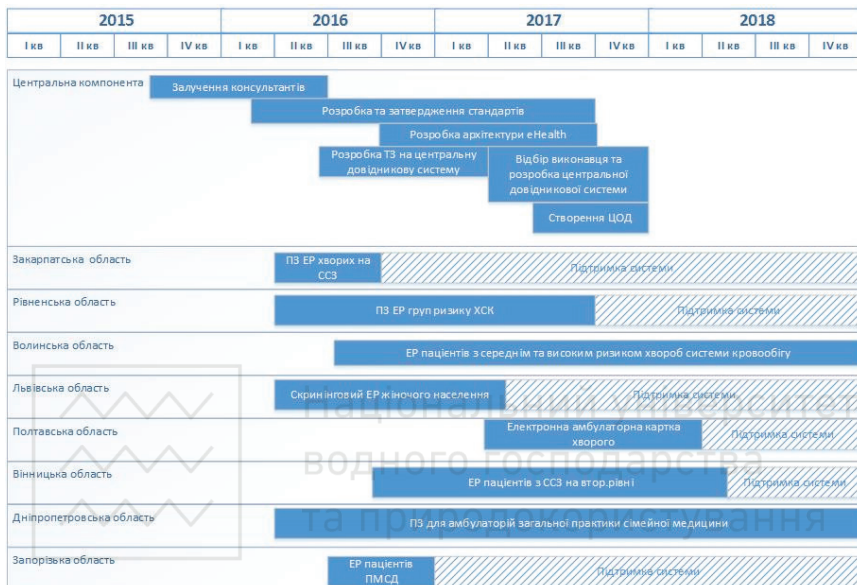 2015 2016 2017 2018
I кв II кв III кв IV кв I кв II кв III кв IV кв I кв II кв III кв IV кв I кв II кв III кв IV кв
Центральна компонента
Залучення консультантів
Розробка та затвердження стандартів
Розробка архітектури eHealth
Розробка ТЗ на центральну
довідникову систему
Відбір виконавця та
розробка центральної
довідникової системи
Створення ЦОД
Закарпатська область
ПЗ ЕР хворих на
ССЗ
Підтримка системи
Рівненська область
ПЗ ЕР груп ризику ХСК
Підтримка системи
Волинська область
ЕР пацієнтів з середнім та високим ризиком хвороб системи кровообігу
Львівська область
Скринінговий ЕР жіночого населення
Підтримка системи
Національний університет
Полтавська область
Електронна амбулаторна картка
хворого
Підтримка системи
водного господарства
Вінницька область
ЕР пацієнтів з ССЗ на втор.рівні
Підтримка системи
Дніпропетровська область
ПЗ для амбулаторій загальної практики сімейної медицини
та природокористування
Запорізька область
ЕР пацієнтів
ПМСД
Підтримка системи